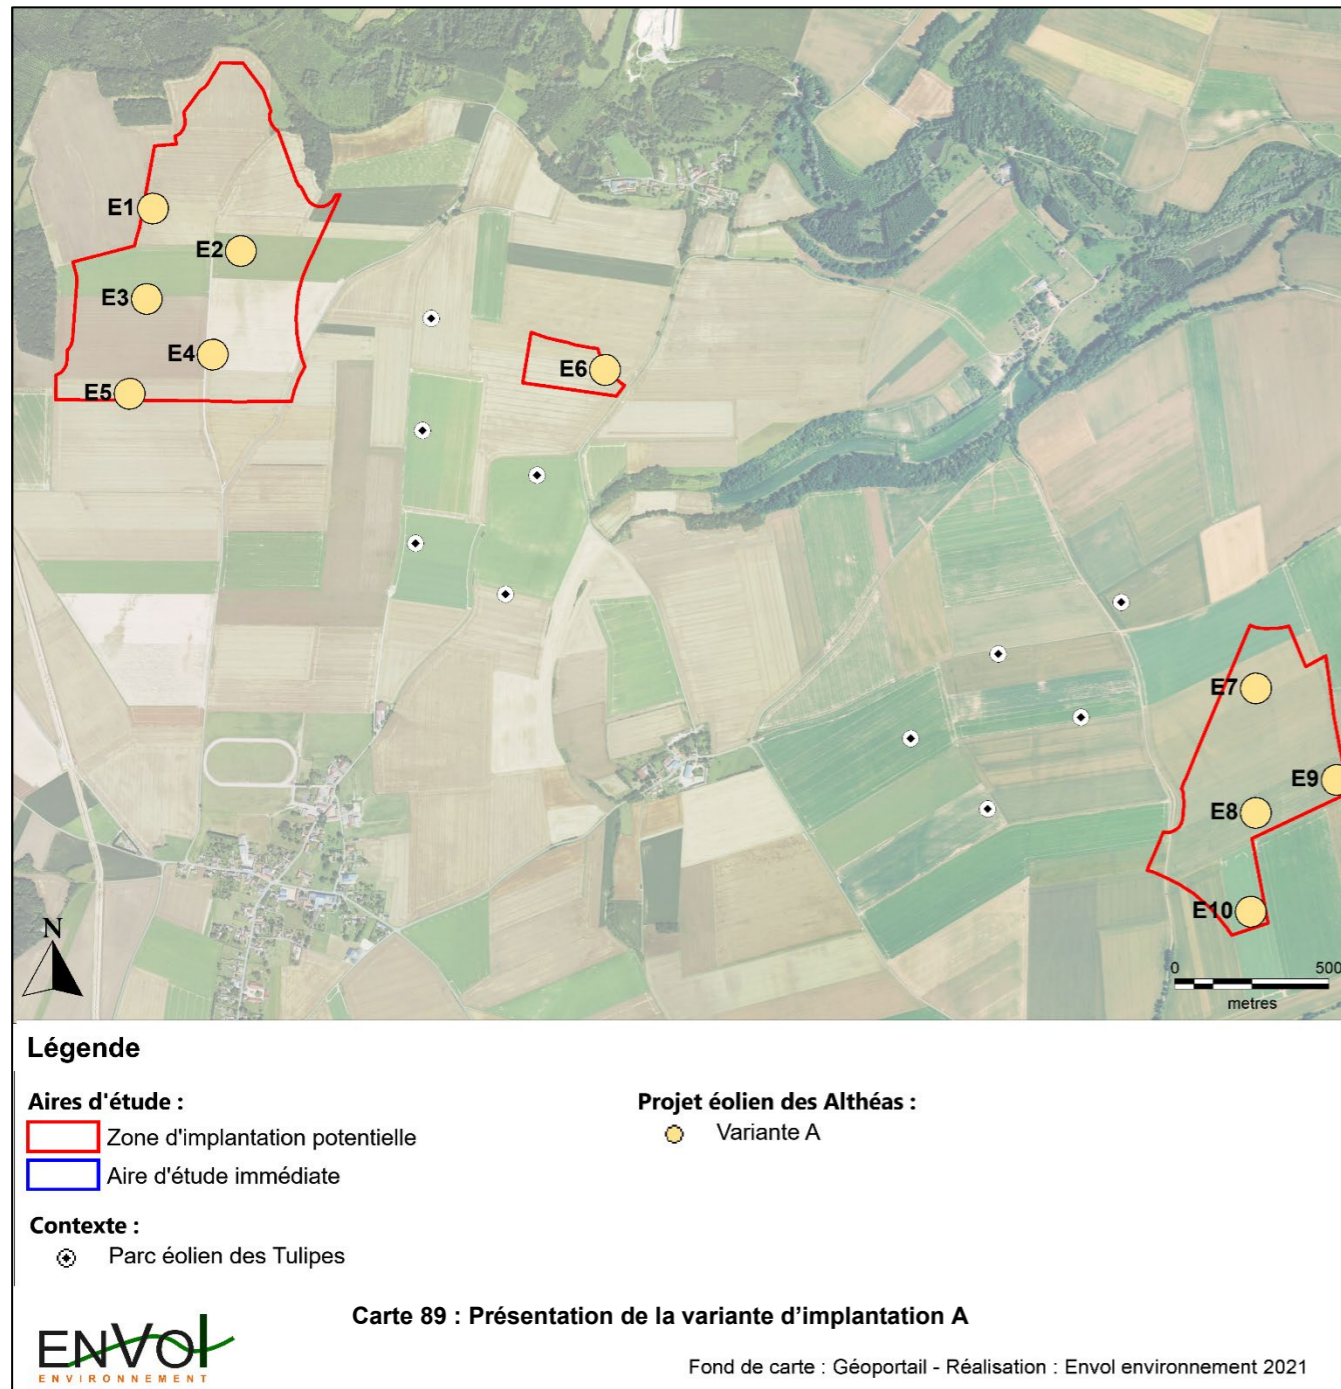 E1
E2
E3
E4
E5
E6
E7
E9
E8
E10
N
0 500
metres
Légende
Aires d'étude :
Zone d'implantation potentielle
Aire d'étude immédiate
Contexte :
Parc éolien des Tulipes
Projet éolien des Althéas :
Variante A
Carte 89 : Présentation de la variante d’implantation A
ENVOl
ENVIRONNEMENT
Fond de carte : Géoportail - Réalisation : Envol environnement 2021